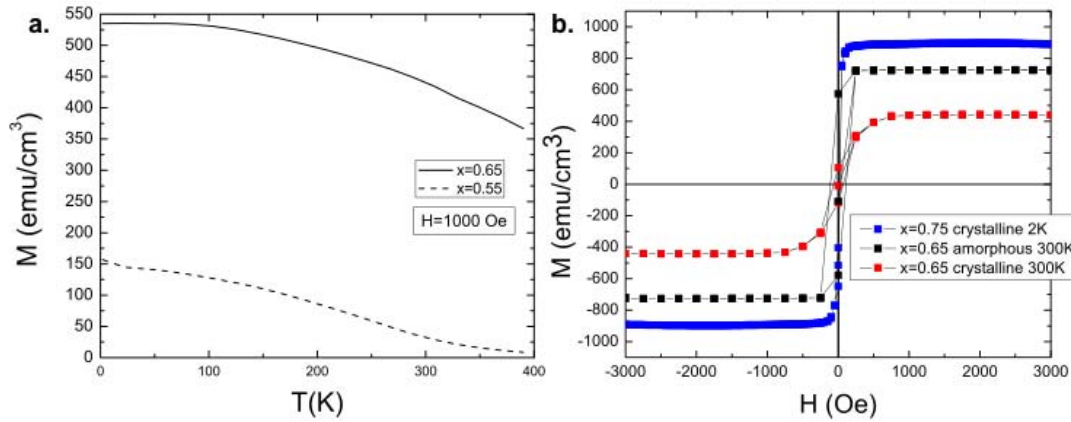 a.
M (emu/cm³)
550
500
450
400
350
300
250
200
150
100
50
0
x=0.65
x=0.55
H=1000 Oe
0 100 200 300 400
T(K)
b.
M (emu/cm³)
1000
800
600
400
200
0
-200
-400
-600
-800
-1000
x=0.75 crystalline 2K
x=0.65 amorphous 300K
x=0.65 crystalline 300K
-3000 -2000 -1000 0 1000 2000 3000
H (Oe)